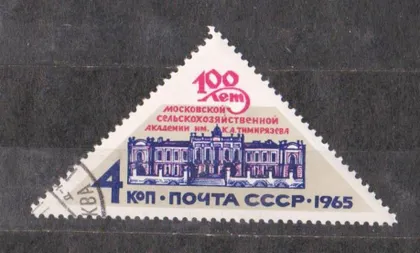 100
лет
МОСКОВСКОЙ
СЕЛЬСКОХОЗЯЙСТВЕННОЙ
АКАДЕМИИ ИМ. К.А.ТИМИРЯЗЕВА
4
КОП • ПОЧТА СССР • 1965